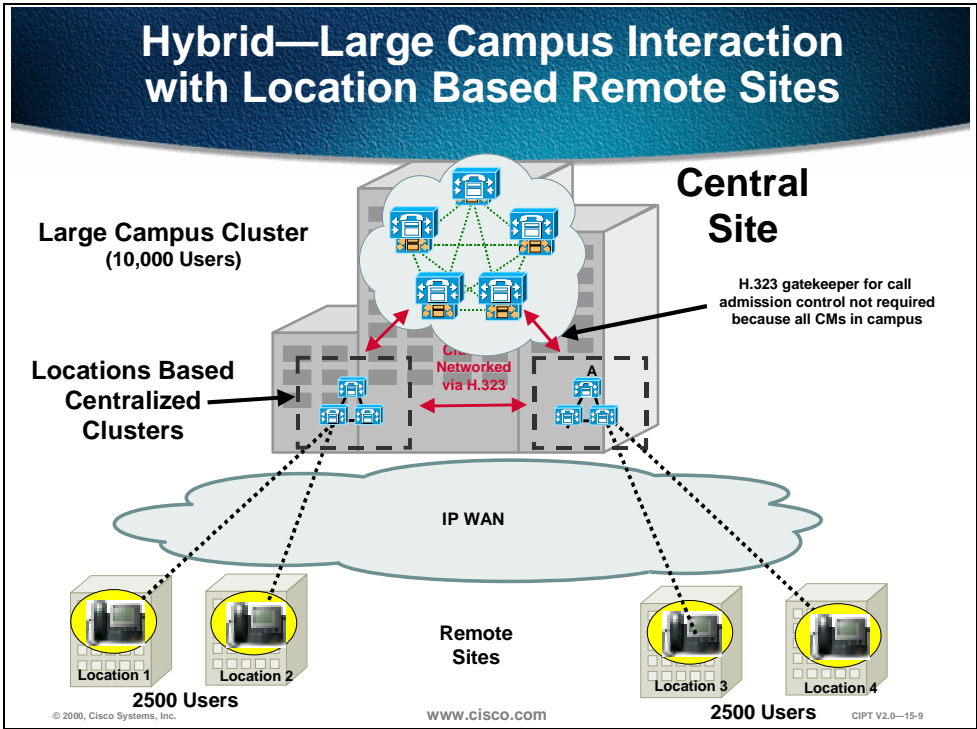 Hybrid—Large Campus Interaction
with Location Based Remote Sites
Central
Site
Large Campus Cluster
(10,000 Users)
H.323 gatekeeper for call
admission control not required
because all CMs in campus
Networked
via H.323
A
Locations Based
Centralized
Clusters
IP WAN
Remote
Sites
Location 1
Location 2
Location 3
Location 4
2500 Users
2500 Users
© 2000, Cisco Systems, Inc.
www.cisco.com
CIPT V2.0—15-9